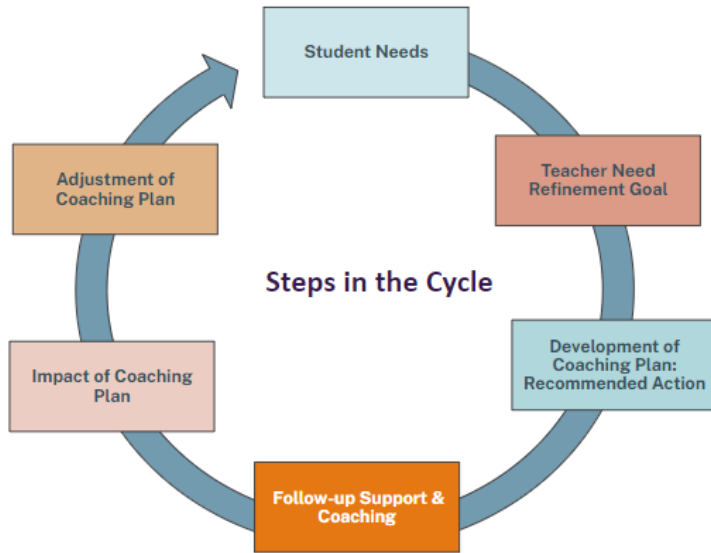 Student Needs
Teacher Need
Refinement Goal
Development of
Coaching Plan:
Recommended Action
Follow-up Support &
Coaching
Impact of Coaching
Plan
Adjustment of
Coaching Plan
Steps in the Cycle